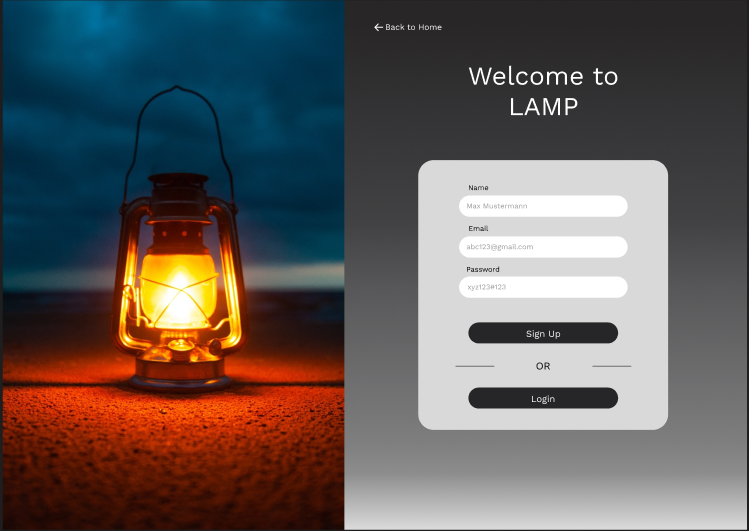 Back to Home
Welcome to
LAMP
Name
Max Mustermann
Email
abc123@gmail.com
Password
xyz123#123
Sign Up
OR
Login